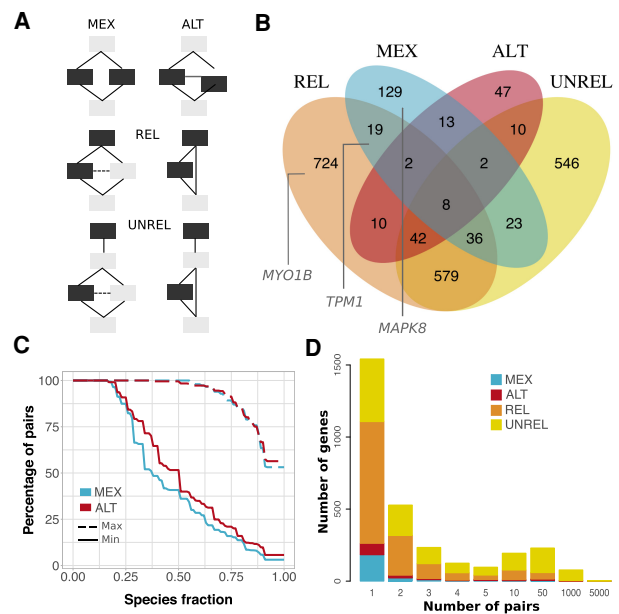 A
MEX
ALT
REL
UNREL
B
MEX
ALT
REL
UNREL
129
47
19
13
10
724
2
2
546
8
10
42
36
23
579
MYO1B
TPM1
MAPK8
C
Percentage of pairs
100
75
50
25
0
MEX
ALT
Max
Min
0.00
0.25
0.50
0.75
1.00
Species fraction
D
Number of genes
1500
1000
500
0
MEX
ALT
REL
UNREL
1
2
3
4
5
10
50
1000
5000
Number of pairs